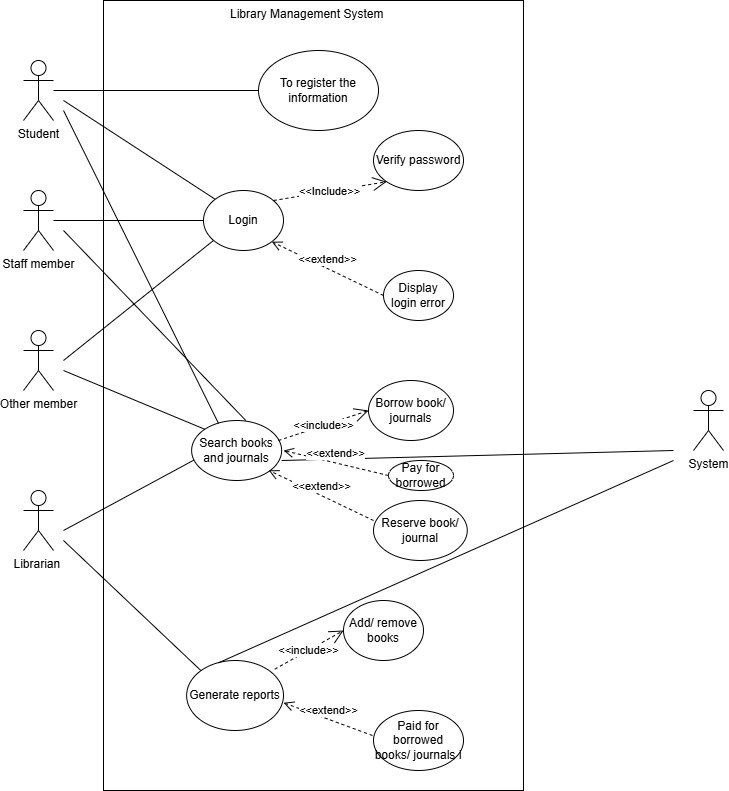 Library Management System
To register the
information
Student
Verify password
<<Include>>
Login
Staff member
<<extend>>
Display
login error
Other member
Borrow book/
journals
<<include>>
Search books
and journals
<<extend>>
Pay for
borrowed
System
<<extend>>
Reserve book/
journal
Librarian
Add/ remove
books
<<include>>
Generate reports
<<extend>>
Paid for
borrowed
books/ journals l